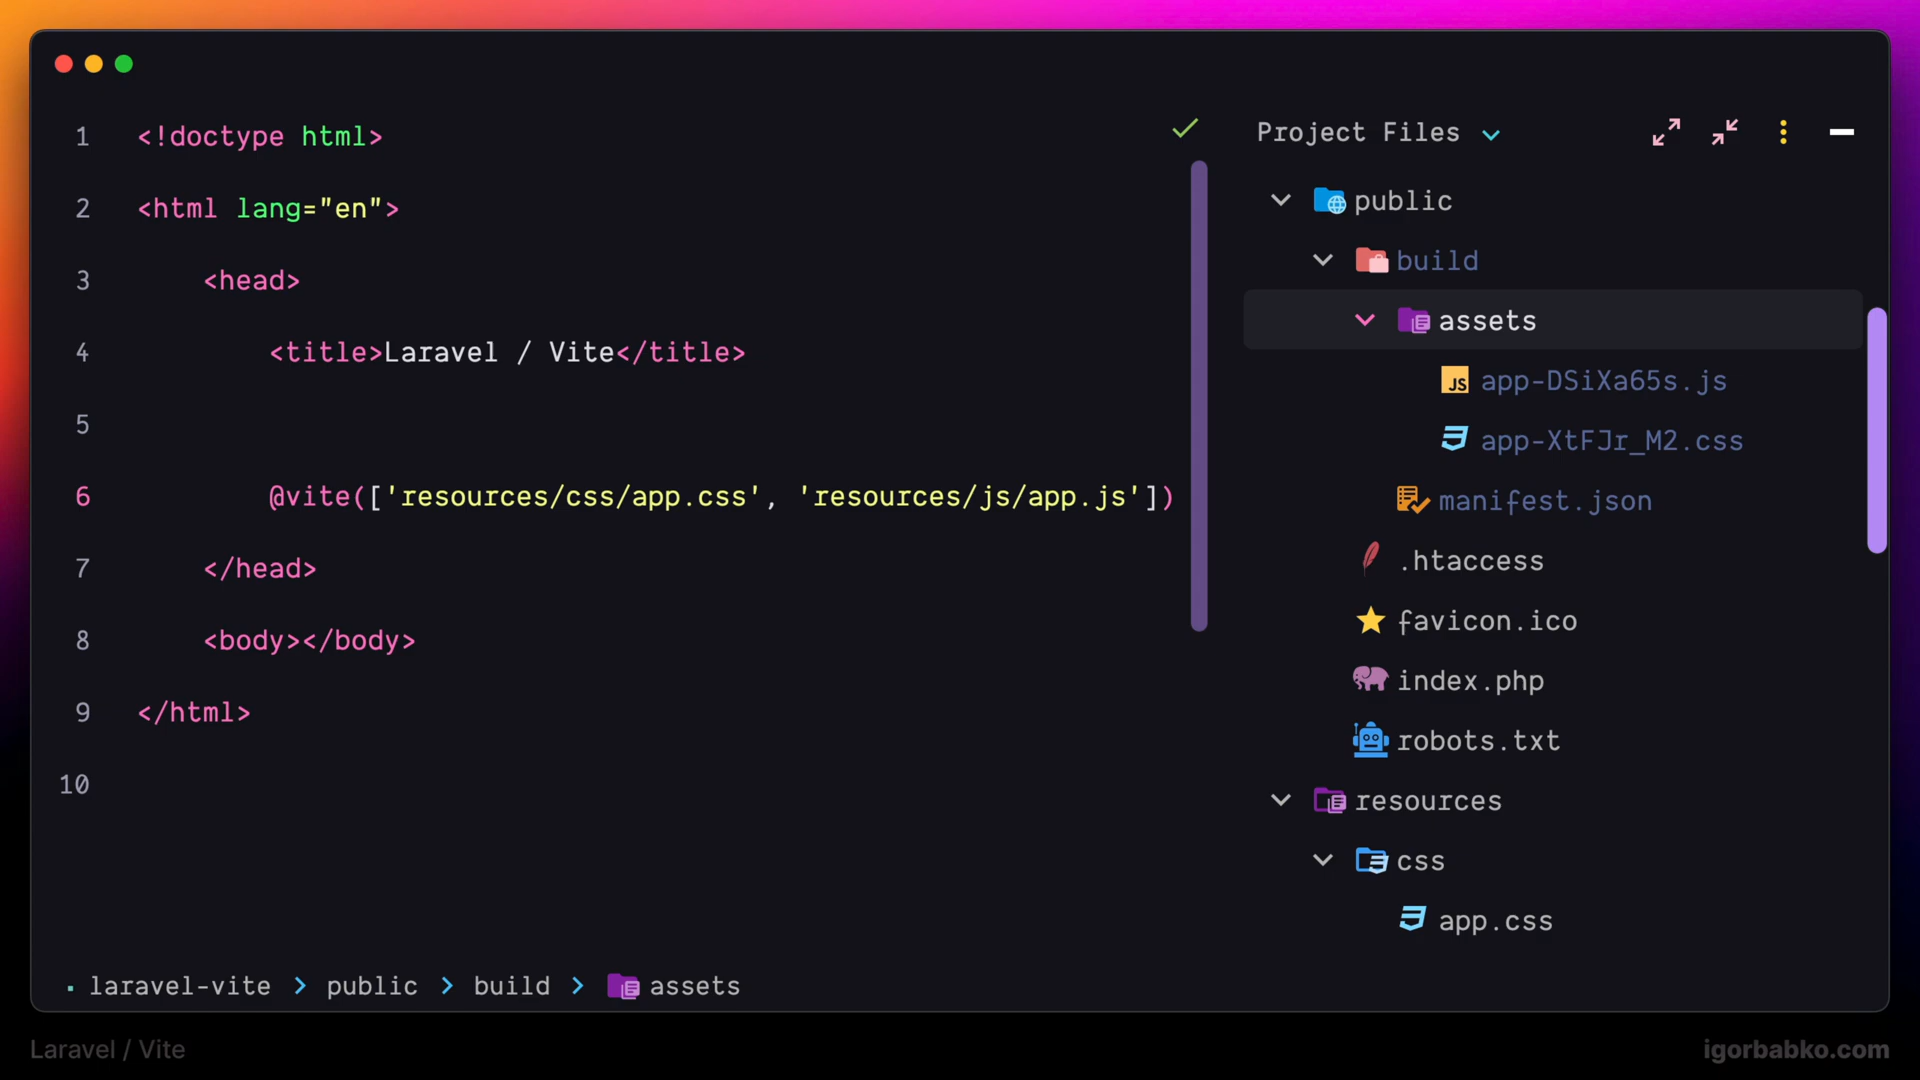 1 <!doctype html>
2 <html lang="en">
3 <head>
4 <title>Laravel / Vite</title>
5
6 @vite(['resources/css/app.css', 'resources/js/app.js'])
7 </head>
8 <body></body>
9 </html>
10
Project Files
public
build
assets
JS app-DSiXa65s.js
app-XtFJr_M2.css
manifest.json
.htaccess
favicon.ico
index.php
robots.txt
resources
css
app.css
laravel-vite > public > build > assets
Laravel / Vite
igorbabko.com